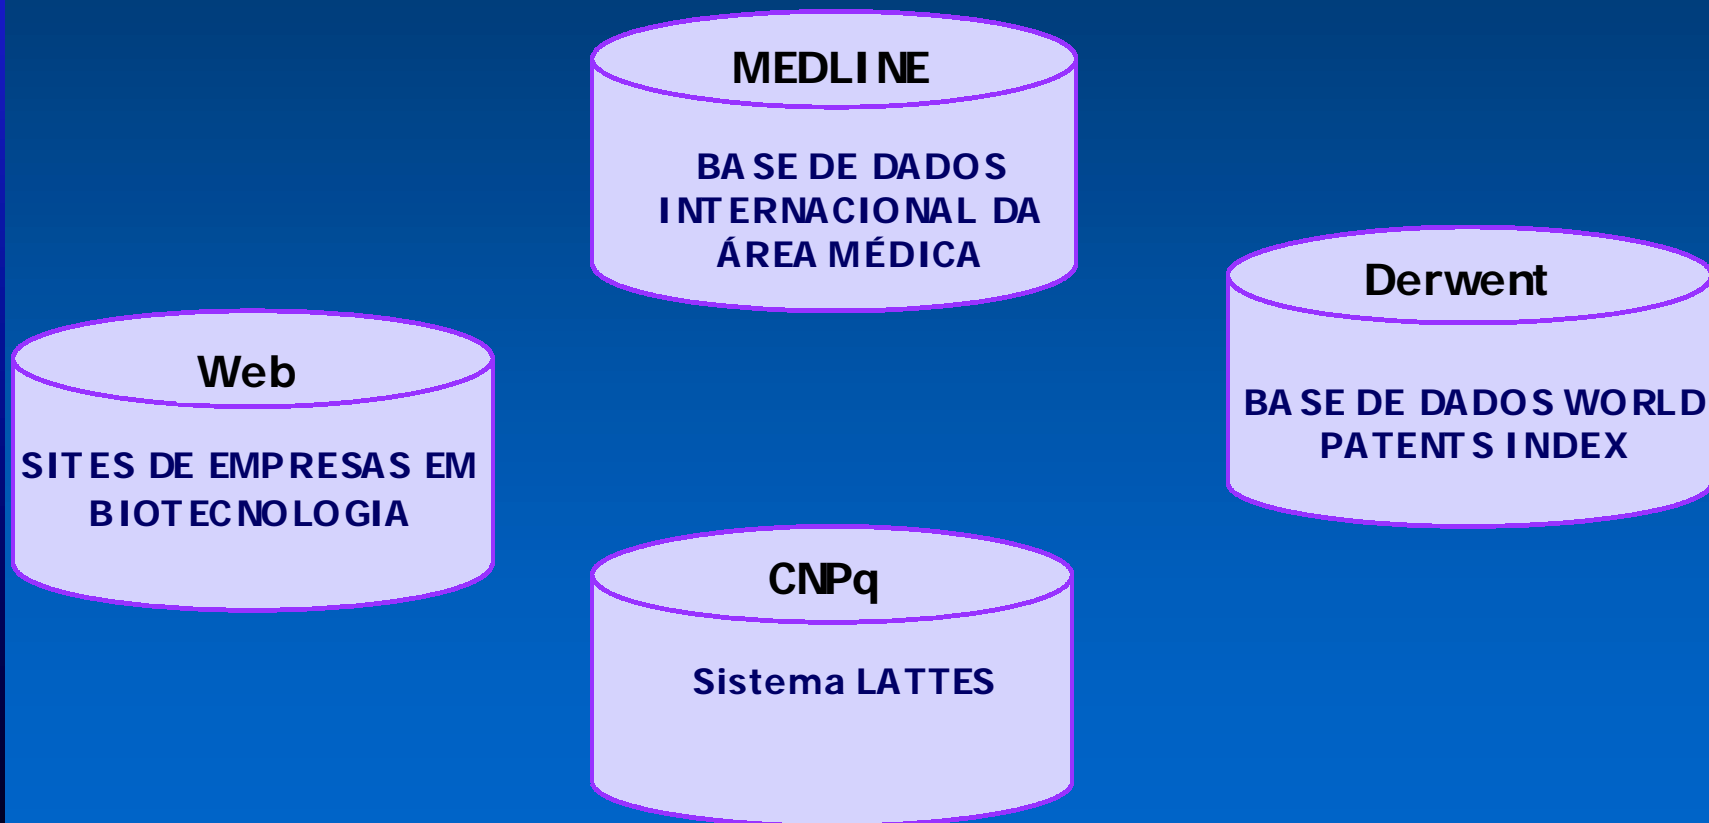 MEDLINE
BASE DE DADOS
INTERNACIONAL DA
ÁREA MÉDICA
Derwent
BASE DE DADOS WORLD
PATENTS INDEX
Web
SITES DE EMPRESAS EM
BIOTECNOLOGIA
CNPq
Sistema LATTES